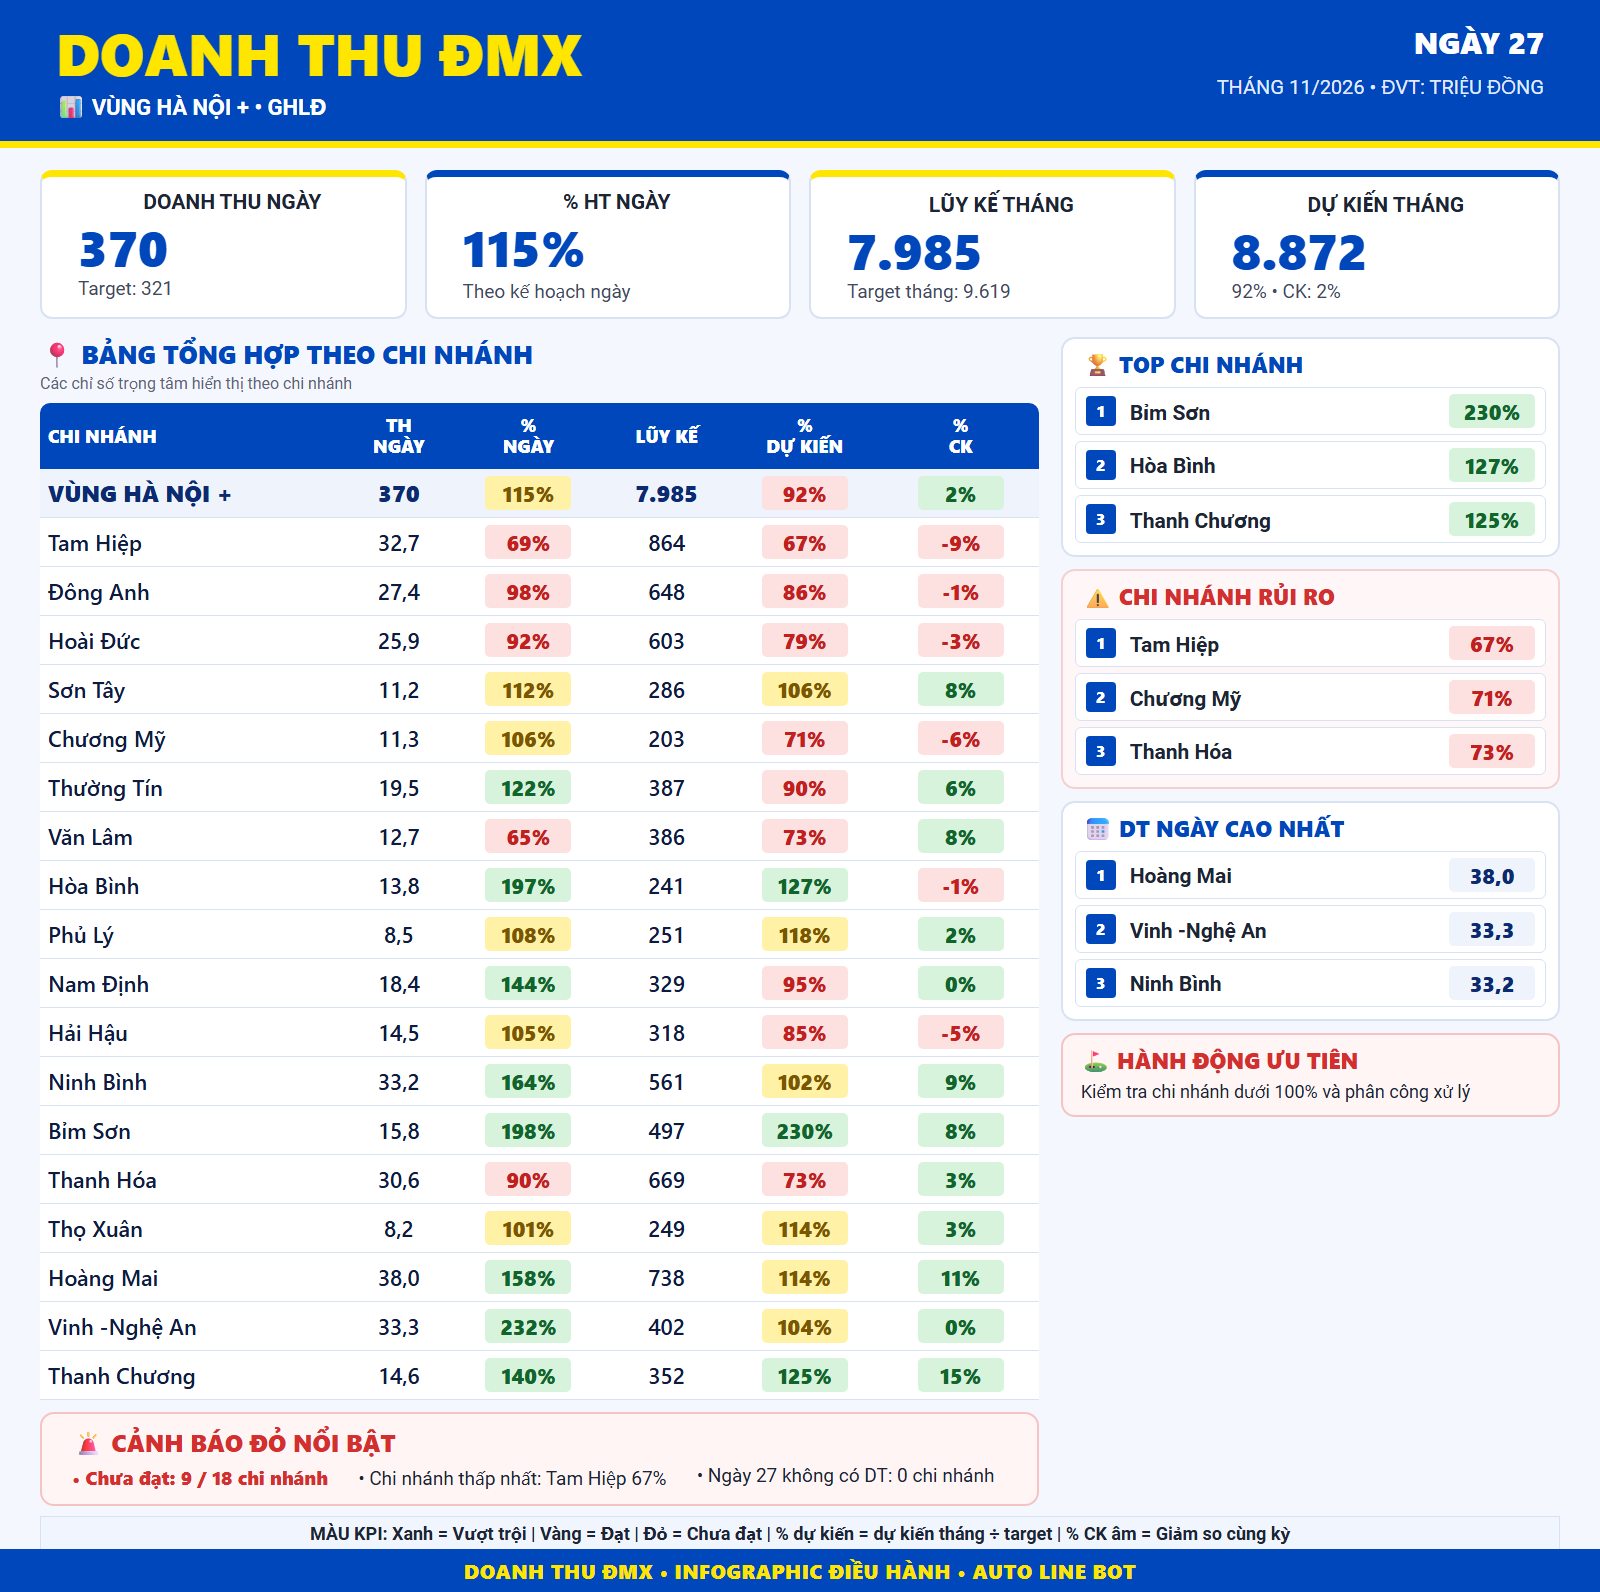 DOANH THU ĐMX
📊 VÙNG HÀ NỘI + • GHLĐ
NGÀY 27
THÁNG 11/2026 • ĐVT: TRIỆU ĐỒNG
DOANH THU NGÀY
370
Target: 321
% HT NGÀY
115%
Theo kế hoạch ngày
LŨY KẾ THÁNG
7.985
Target tháng: 9.619
DỰ KIẾN THÁNG
8.872
92% • CK: 2%
📍 BẢNG TỔNG HỢP THEO CHI NHÁNH
Các chỉ số trọng tâm hiển thị theo chi nhánh
CHI NHÁNH | TH NGÀY | % NGÀY | LŨY KẾ | % DỰ KIẾN | % CK
VÙNG HÀ NỘI + 370 115% 7.985 92% 2%
Tam Hiệp 32,7 69% 864 67% -9%
Đông Anh 27,4 98% 648 86% -1%
Hoài Đức 25,9 92% 603 79% -3%
Sơn Tây 11,2 112% 286 106% 8%
Chương Mỹ 11,3 106% 203 71% -6%
Thường Tín 19,5 122% 387 90% 6%
Văn Lâm 12,7 65% 386 73% 8%
Hòa Bình 13,8 197% 241 127% -1%
Phủ Lý 8,5 108% 251 118% 2%
Nam Định 18,4 144% 329 95% 0%
Hải Hậu 14,5 105% 318 85% -5%
Ninh Bình 33,2 164% 561 102% 9%
Bỉm Sơn 15,8 198% 497 230% 8%
Thanh Hóa 30,6 90% 669 73% 3%
Thọ Xuân 8,2 101% 249 114% 3%
Hoàng Mai 38,0 158% 738 114% 11%
Vinh -Nghệ An 33,3 232% 402 104% 0%
Thanh Chương 14,6 140% 352 125% 15%
🏆 TOP CHI NHÁNH
1 Bỉm Sơn 230%
2 Hòa Bình 127%
3 Thanh Chương 125%
⚠️ CHI NHÁNH RỦI RO
1 Tam Hiệp 67%
2 Chương Mỹ 71%
3 Thanh Hóa 73%
DT NGÀY CAO NHẤT
1 Hoàng Mai 38,0
2 Vinh -Nghệ An 33,3
3 Ninh Bình 33,2
⛳ HÀNH ĐỘNG ƯU TIÊN
Kiểm tra chi nhánh dưới 100% và phân công xử lý
🚨 CẢNH BÁO ĐỎ NỔI BẬT
• Chưa đạt: 9 / 18 chi nhánh • Chi nhánh thấp nhất: Tam Hiệp 67% • Ngày 27 không có DT: 0 chi nhánh
MÀU KPI: Xanh = Vượt trội | Vàng = Đạt | Đỏ = Chưa đạt | % dự kiến = dự kiến tháng ÷ target | % CK âm = Giảm so cùng kỳ
DOANH THU ĐMX • INFOGRAPHIC ĐIỀU HÀNH • AUTO LINE BOT